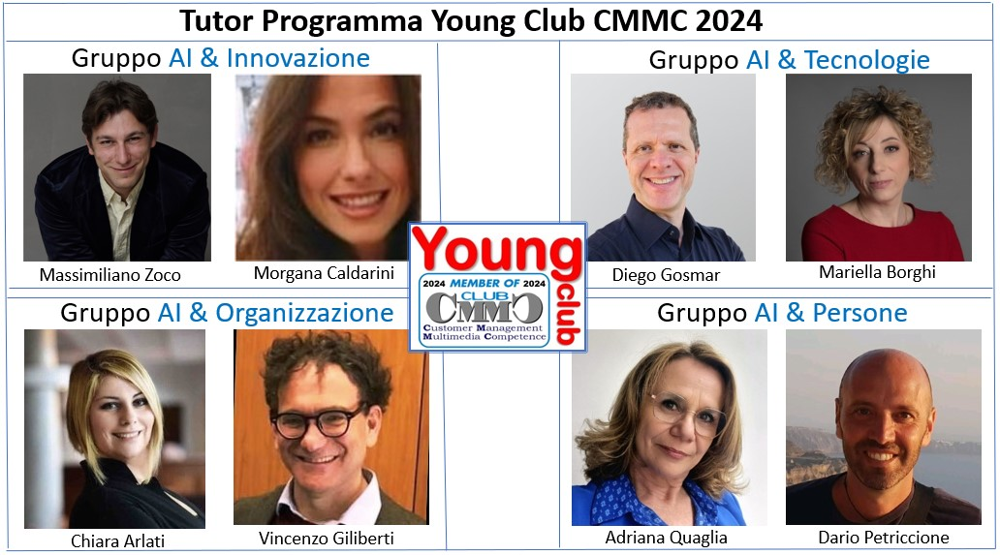 Tutor Programma Young Club CMMC 2024
Gruppo AI & Innovazione
Gruppo AI & Tecnologie
Massimiliano Zoco
Morgana Caldarini
Diego Gosmar
Mariella Borghi
Young
club
2024 MEMBER OF 2024
CLUB
CMMC
Customer Management
Multimedia Competence
Gruppo AI & Organizzazione
Gruppo AI & Persone
Chiara Arlati
Vincenzo Giliberti
Adriana Quaglia
Dario Petriccione